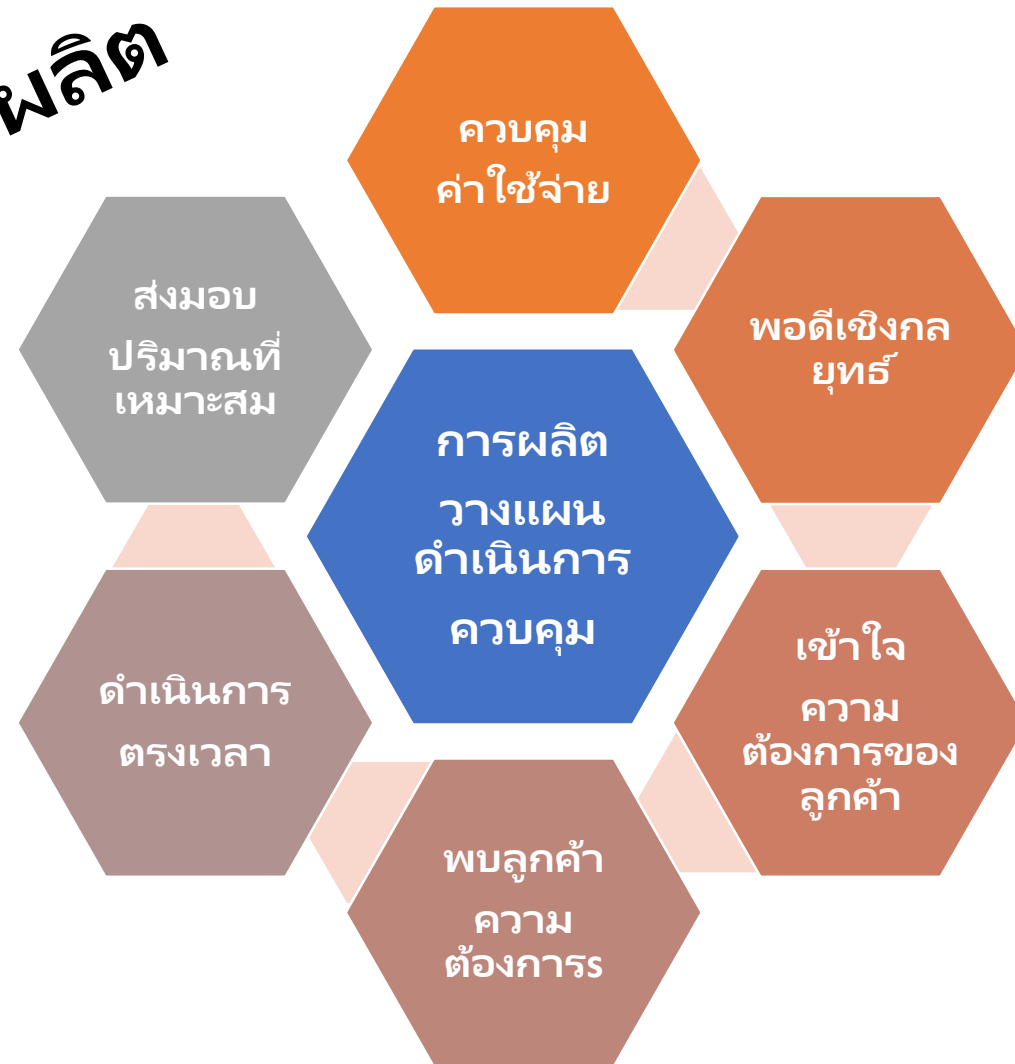 ผลิต
ควบคุม
ค่าใช้จ่าย
พอดีเชิงกล
ยุทธ์
เข้าใจ
ความ
ต้องการของ
ลูกค้า
พบลูกค้า
ความ
ต้องการs
ดำเนินการ
ตรงเวลา
ส่งมอบ
ปริมาณที่
เหมาะสม
การผลิต
วางแผน
ดำเนินการ
ควบคุม